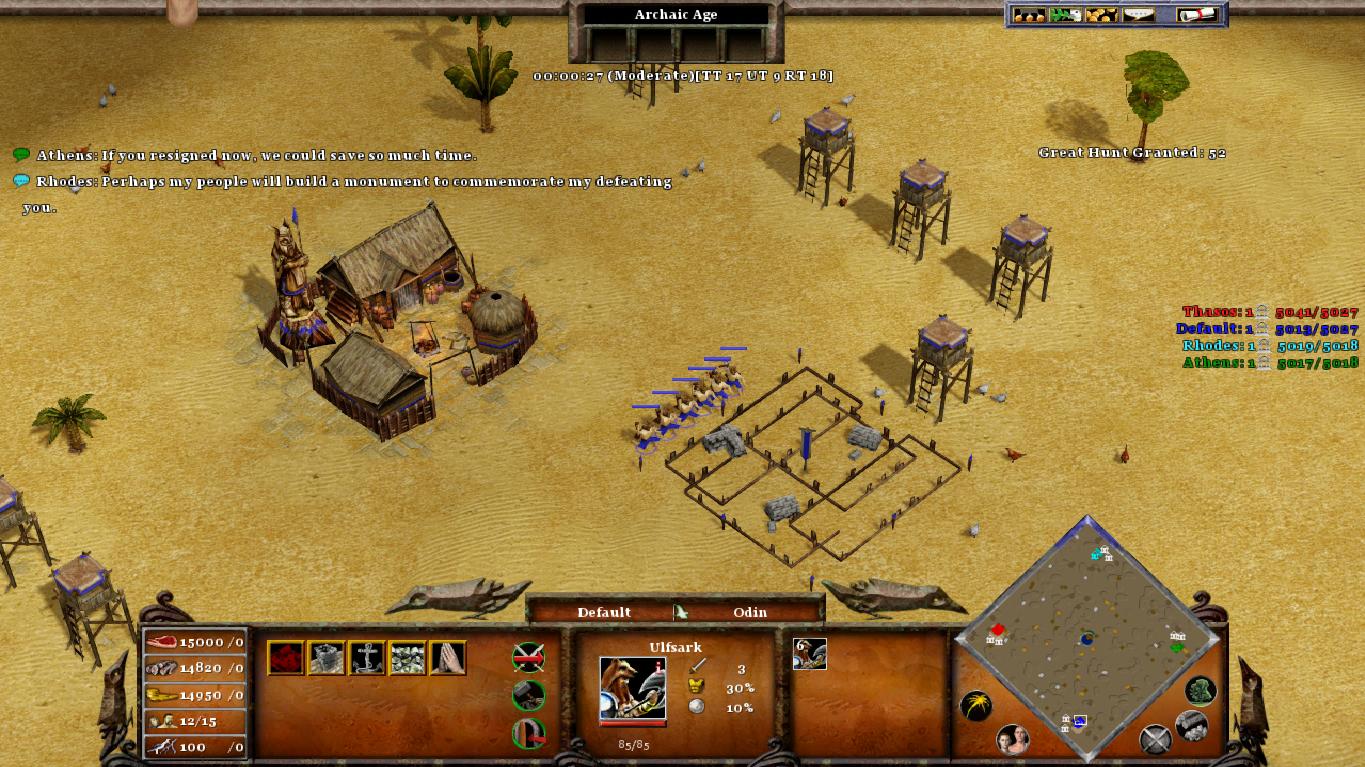 Archaic Age
00:00:27 (Moderate)[TT 17 UT 9 RT 18]
Athens: If you resigned now, we could save so much time.
Great Hunt Granted: 52
Rhodes: Perhaps my people will build a monument to commemorate my defeating
you.
Thasos: 1 5041/5027
Default: 1 5013/5027
Rhodes: 1 5019/5018
Athens: 1 5017/5018
Default Odin
15000 /0
14820 /0
14950 /0
12/15
100 /0
Ulfsark
3
30%
10%
85/85
6